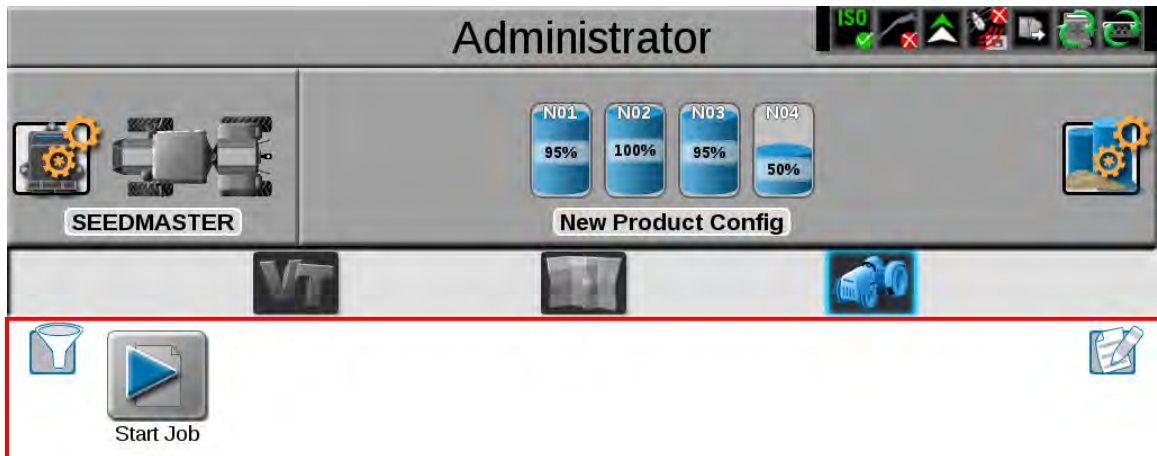 Administrator
ISO
N01 N02 N03 N04
95% 100% 95% 50%
SEEDMASTER
New Product Config
VT
Start Job